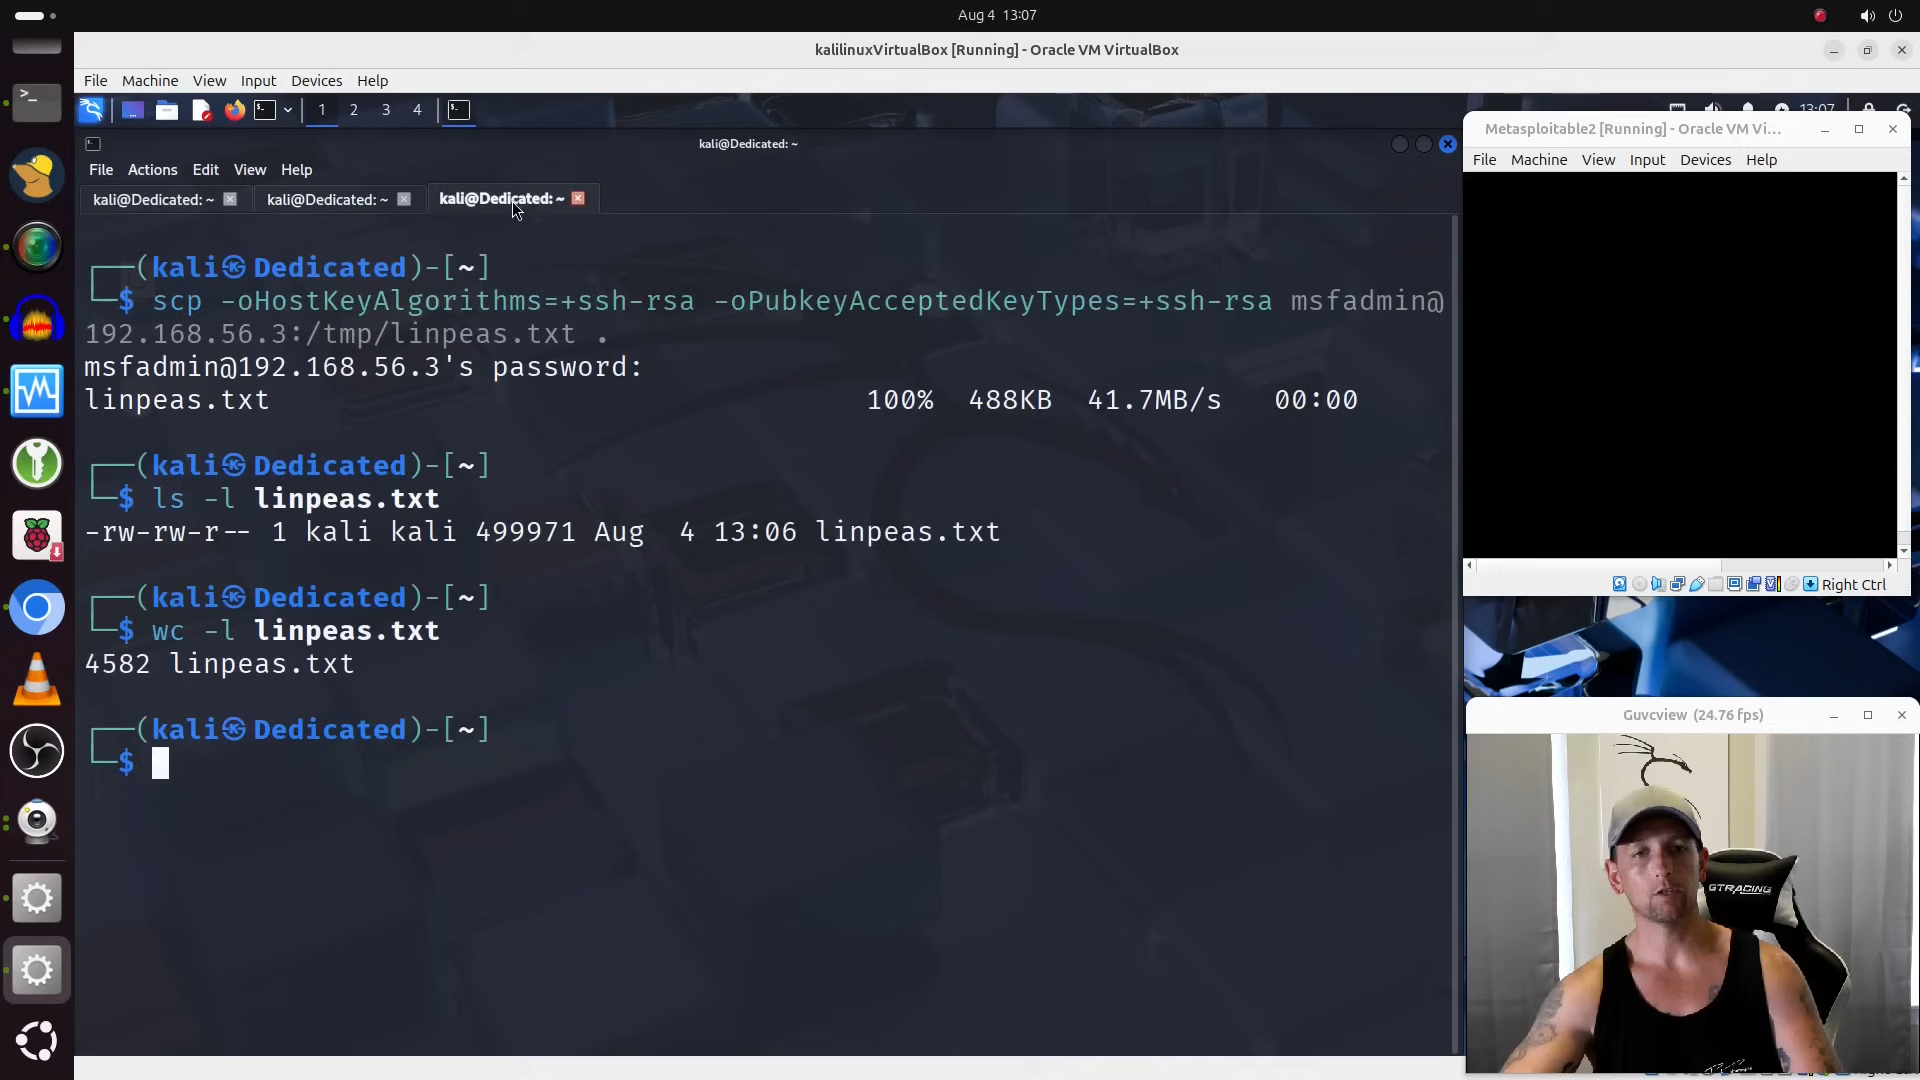 Aug 4 13:07
kalilinuxVirtualBox [Running] - Oracle VM VirtualBox
File Machine View Input Devices Help
1 2 3 4
13:07
kali@Dedicated: ~
File Actions Edit View Help
kali@Dedicated: ~ kali@Dedicated: ~ kali@Dedicated: ~
┌──(kali㉿Dedicated)-[~]
└─$ scp -oHostKeyAlgorithms=+ssh-rsa -oPubkeyAcceptedKeyTypes=+ssh-rsa msfadmin@
192.168.56.3:/tmp/linpeas.txt .
msfadmin@192.168.56.3's password:
linpeas.txt 100% 488KB 41.7MB/s 00:00
┌──(kali㉿Dedicated)-[~]
└─$ ls -l linpeas.txt
-rw-rw-r-- 1 kali kali 499971 Aug 4 13:06 linpeas.txt
┌──(kali㉿Dedicated)-[~]
└─$ wc -l linpeas.txt
4582 linpeas.txt
┌──(kali㉿Dedicated)-[~]
└─$
Metasploitable2 [Running] - Oracle VM Vi...
File Machine View Input Devices Help
Right Ctrl
Guvcview (24.76 fps)
GTRACING